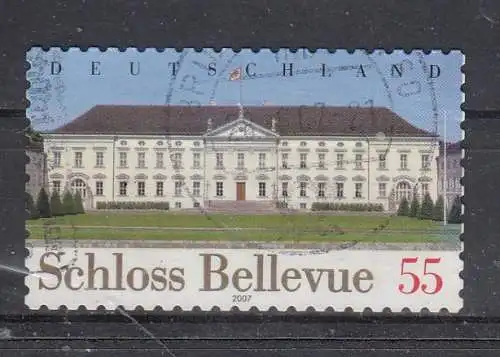 DEUTSCHLAND
Schloss Bellevue 55
2007